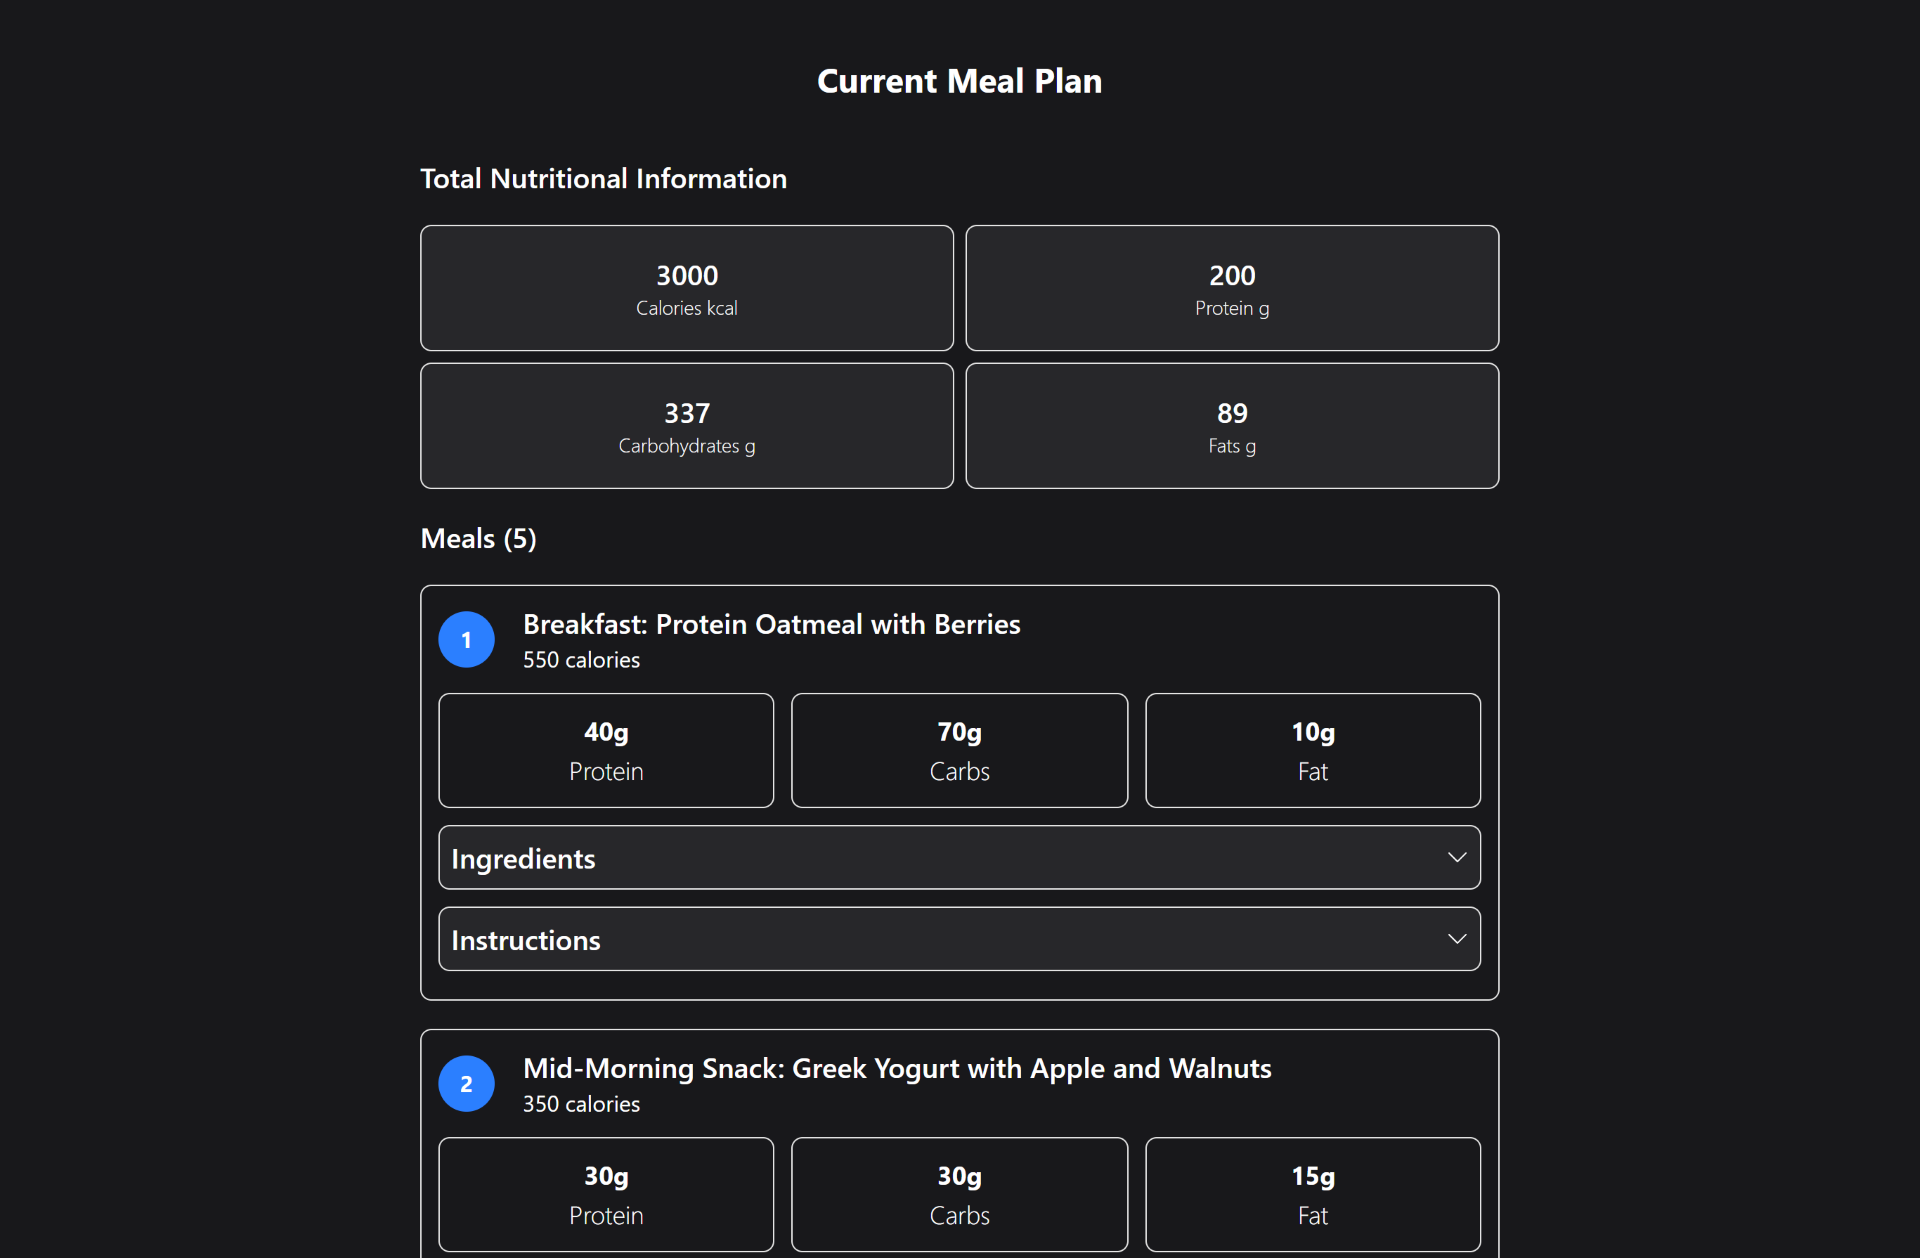 Current Meal Plan
Total Nutritional Information
3000
Calories kcal
200
Protein g
337
Carbohydrates g
89
Fats g
Meals (5)
1
Breakfast: Protein Oatmeal with Berries
550 calories
40g
Protein
70g
Carbs
10g
Fat
Ingredients
Instructions
2
Mid-Morning Snack: Greek Yogurt with Apple and Walnuts
350 calories
30g
Protein
30g
Carbs
15g
Fat